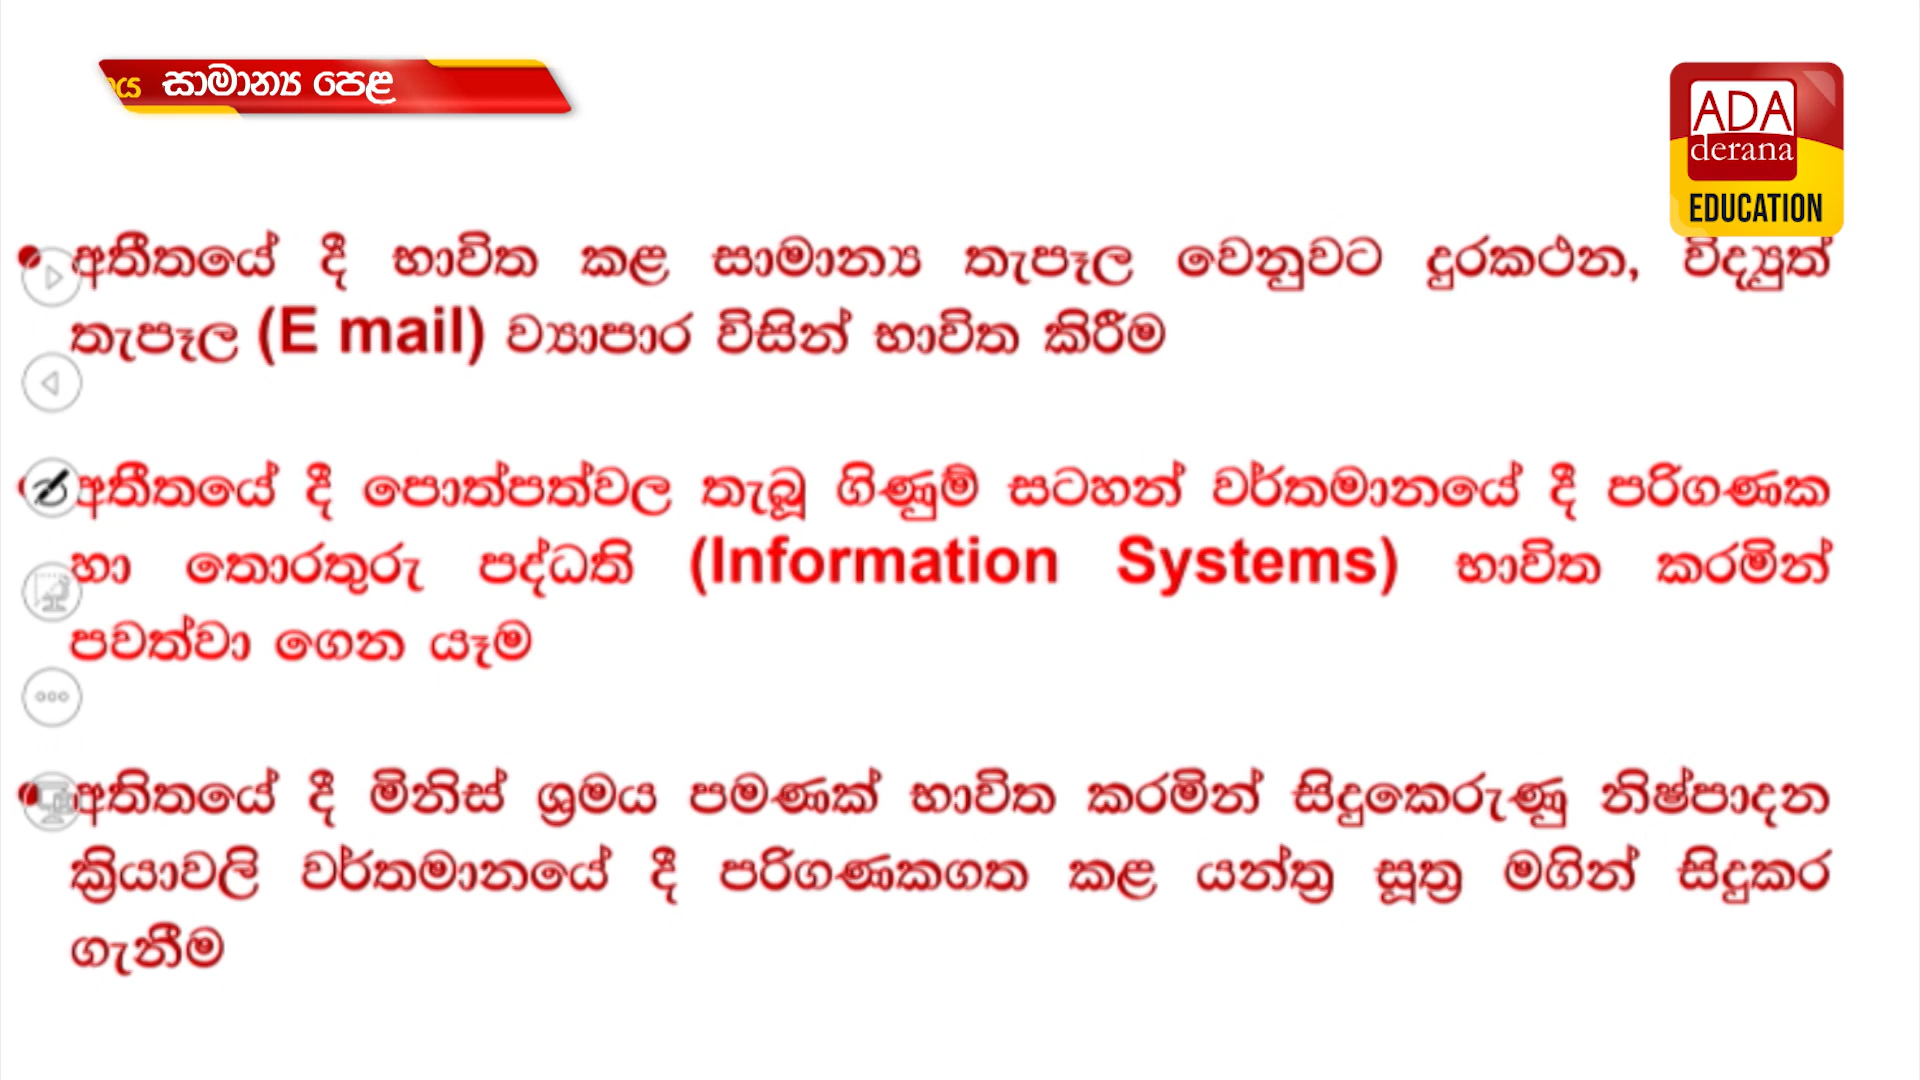 සාමාන්‍ය පෙළ
ADA
derana
EDUCATION
• අතීතයේ දී භාවිත කළ සාමාන්‍ය තැපෑල වෙනුවට දුරකථන, විද්‍යුත්
තැපෑල (E mail) ව්‍යාපාර විසින් භාවිත කිරීම
• අතීතයේ දී පොත්පත්වල තැබූ ගිණුම් සටහන් වර්තමානයේ දී පරිගණක
හා තොරතුරු පද්ධති (Information Systems) භාවිත කරමින්
පවත්වා ගෙන යෑම
• අතිතයේ දී මිනිස් ශ්‍රමය පමණක් භාවිත කරමින් සිදුකෙරුණු නිෂ්පාදන
ක්‍රියාවලි වර්තමානයේ දී පරිගණකගත කළ යන්ත්‍ර සූත්‍ර මගින් සිදුකර
ගැනීම